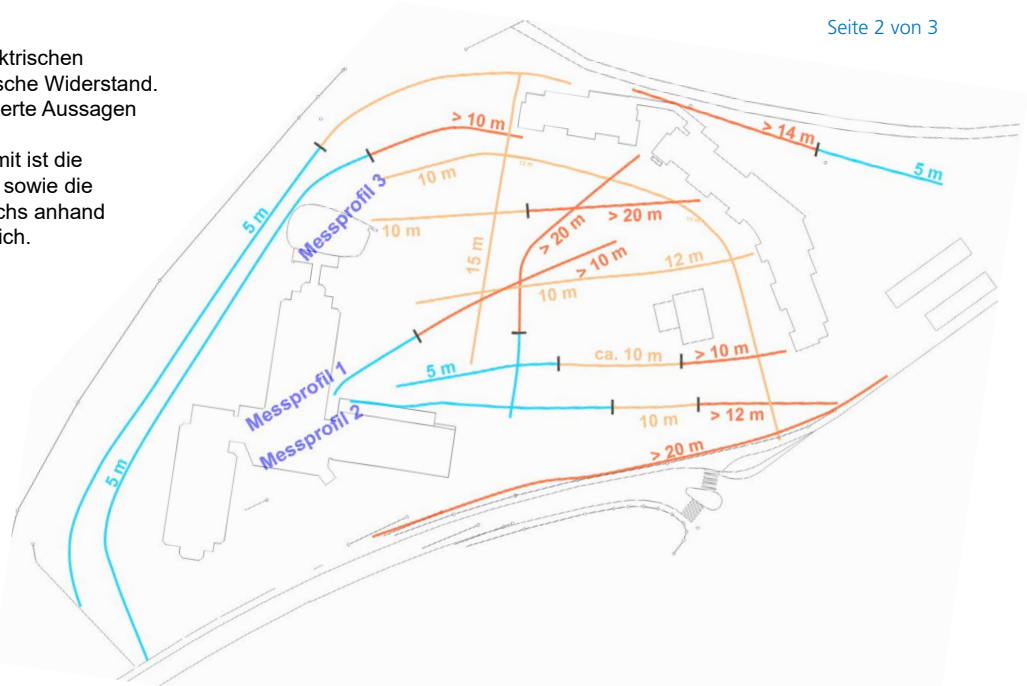 Seite 2 von 3
ktrischen
sche Widerstand.
erte Aussagen
mit ist die
sowie die
chs anhand
ich.
> 10 m
> 14 m
5 m
10 m
Messprofil 3
5 m
10 m
> 20 m
> 20 m
15 m
> 10 m
12 m
10 m
ca. 10 m
> 10 m
5 m
Messprofil 1
Messprofil 2
10 m
> 12 m
> 20 m
5 m